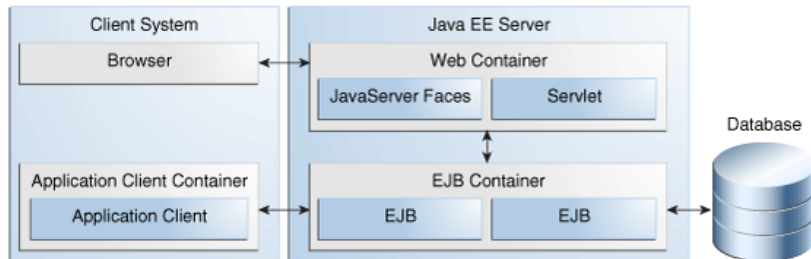 Client System
Browser
Application Client Container
Application Client
Java EE Server
Web Container
JavaServer Faces
Servlet
EJB Container
EJB
EJB
Database